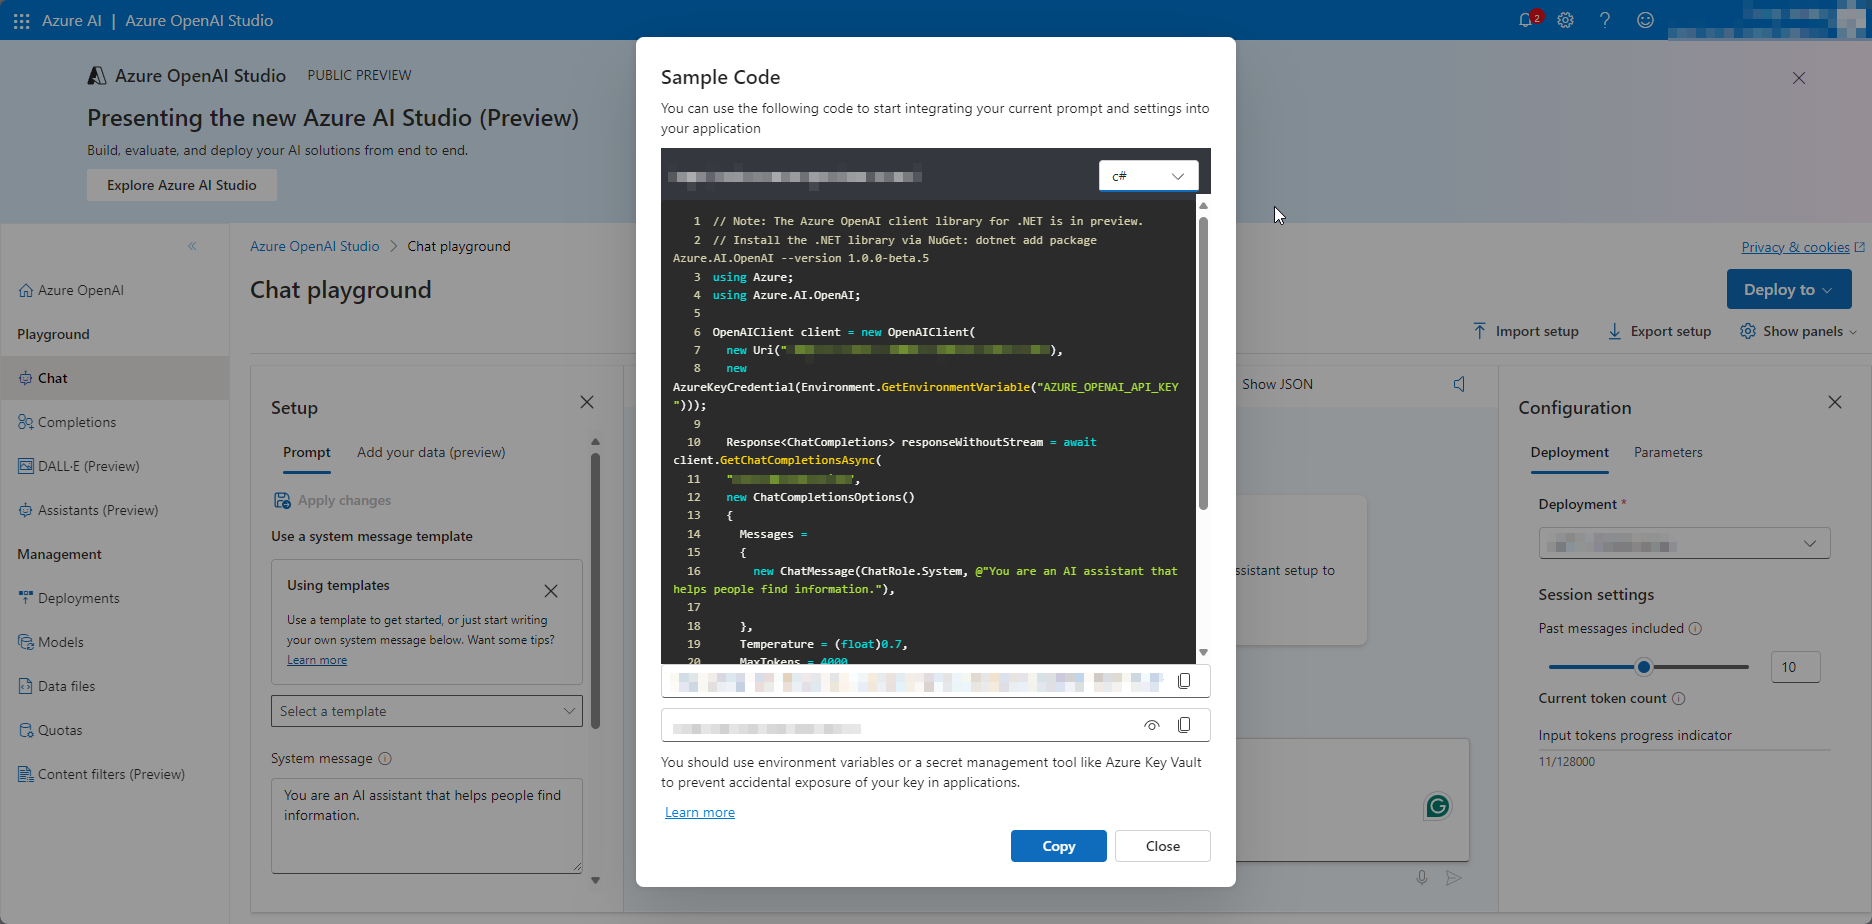 Azure AI | Azure OpenAI Studio
2
Azure OpenAI Studio PUBLIC PREVIEW
Presenting the new Azure AI Studio (Preview)
Build, evaluate, and deploy your AI solutions from end to end.
Explore Azure AI Studio
Azure OpenAI
Playground
Chat
Completions
DALL·E (Preview)
Assistants (Preview)
Management
Deployments
Models
Data files
Quotas
Content filters (Preview)
Azure OpenAI Studio > Chat playground
Privacy & cookies
Chat playground
Deploy to
Import setup
Export setup
Show panels
Setup
Prompt
Add your data (preview)
Apply changes
Use a system message template
Using templates
Use a template to get started, or just start writing
your own system message below. Want some tips?
Learn more
Select a template
System message
You are an AI assistant that helps people find
information.
Sample Code
You can use the following code to start integrating your current prompt and settings into
your application
c#
1 // Note: The Azure OpenAI client library for .NET is in preview.
2 // Install the .NET library via NuGet: dotnet add package
Azure.AI.OpenAI --version 1.0.0-beta.5
3 using Azure;
4 using Azure.AI.OpenAI;
5
6 OpenAIClient client = new OpenAIClient(
7 new Uri("),
8 new
AzureKeyCredential(Environment.GetEnvironmentVariable("AZURE_OPENAI_API_KEY
")));
9
10 Response<ChatCompletions> responseWithoutStream = await
client.GetChatCompletionsAsync(
11 "",
12 new ChatCompletionsOptions()
13 {
14 Messages =
15 {
16 new ChatMessage(ChatRole.System, @"You are an AI assistant that
helps people find information."),
17
18 },
19 Temperature = (float)0.7,
20 MaxTokens = 4000
You should use environment variables or a secret management tool like Azure Key Vault
to prevent accidental exposure of your key in applications.
Learn more
Copy
Close
Show JSON
ssistant setup to
Configuration
Deployment
Parameters
Deployment *
Session settings
Past messages included
10
Current token count
Input tokens progress indicator
11/128000